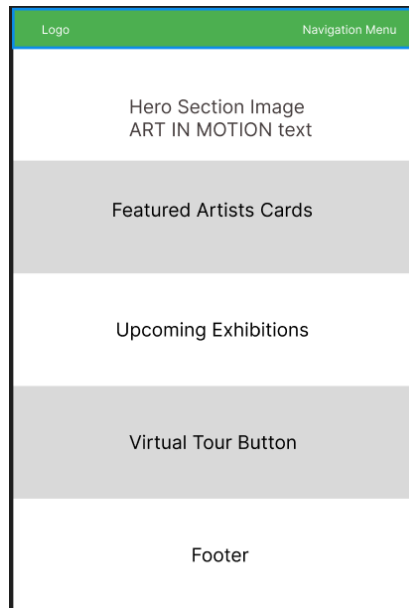 Logo
Navigation Menu
Hero Section Image
ART IN MOTION text
Featured Artists Cards
Upcoming Exhibitions
Virtual Tour Button
Footer